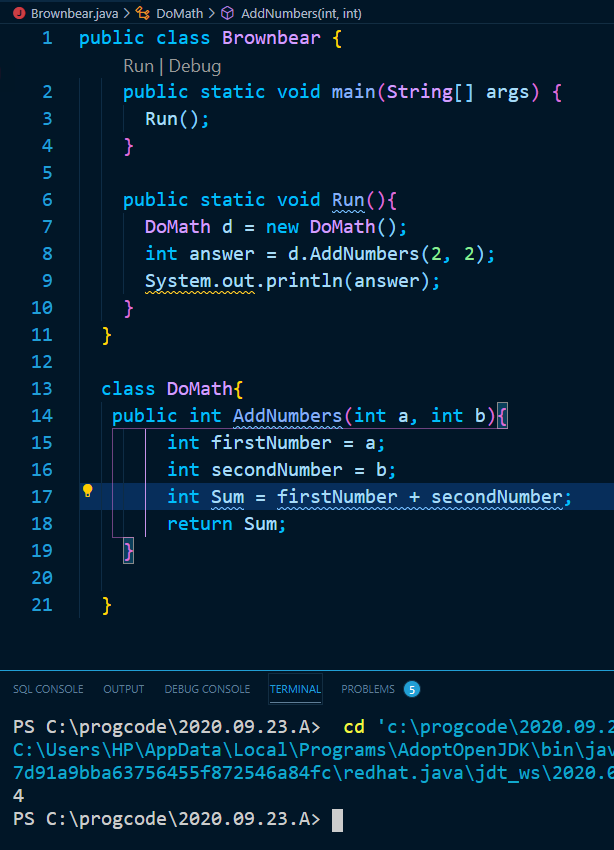 Brownbear.java > DoMath > AddNumbers(int, int)
1 public class Brownbear {
Run | Debug
2 public static void main(String[] args) {
3 Run();
4 }
5
6 public static void Run(){
7 DoMath d = new DoMath();
8 int answer = d.AddNumbers(2, 2);
9 System.out.println(answer);
10 }
11 }
12
13 class DoMath{
14 public int AddNumbers(int a, int b){
15 int firstNumber = a;
16 int secondNumber = b;
17 int Sum = firstNumber + secondNumber;
18 return Sum;
19 }
20
21 }
SQL CONSOLE OUTPUT DEBUG CONSOLE TERMINAL PROBLEMS 5
PS C:\progcode\2020.09.23.A> cd 'c:\progcode\2020.09.2
C:\Users\HP\AppData\Local\Programs\AdoptOpenJDK\bin\jav
7d91a9bba63756455f872546a84fc\redhat.java\jdt_ws\2020.0
4
PS C:\progcode\2020.09.23.A>